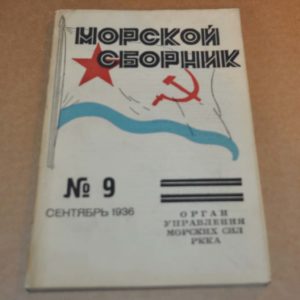 МОРСКОЙ
СБОРНИК
№ 9
СЕНТЯБРЬ 1936
ОРГАН
УПРАВЛЕНИЯ
МОРСКИХ СИЛ
РККА